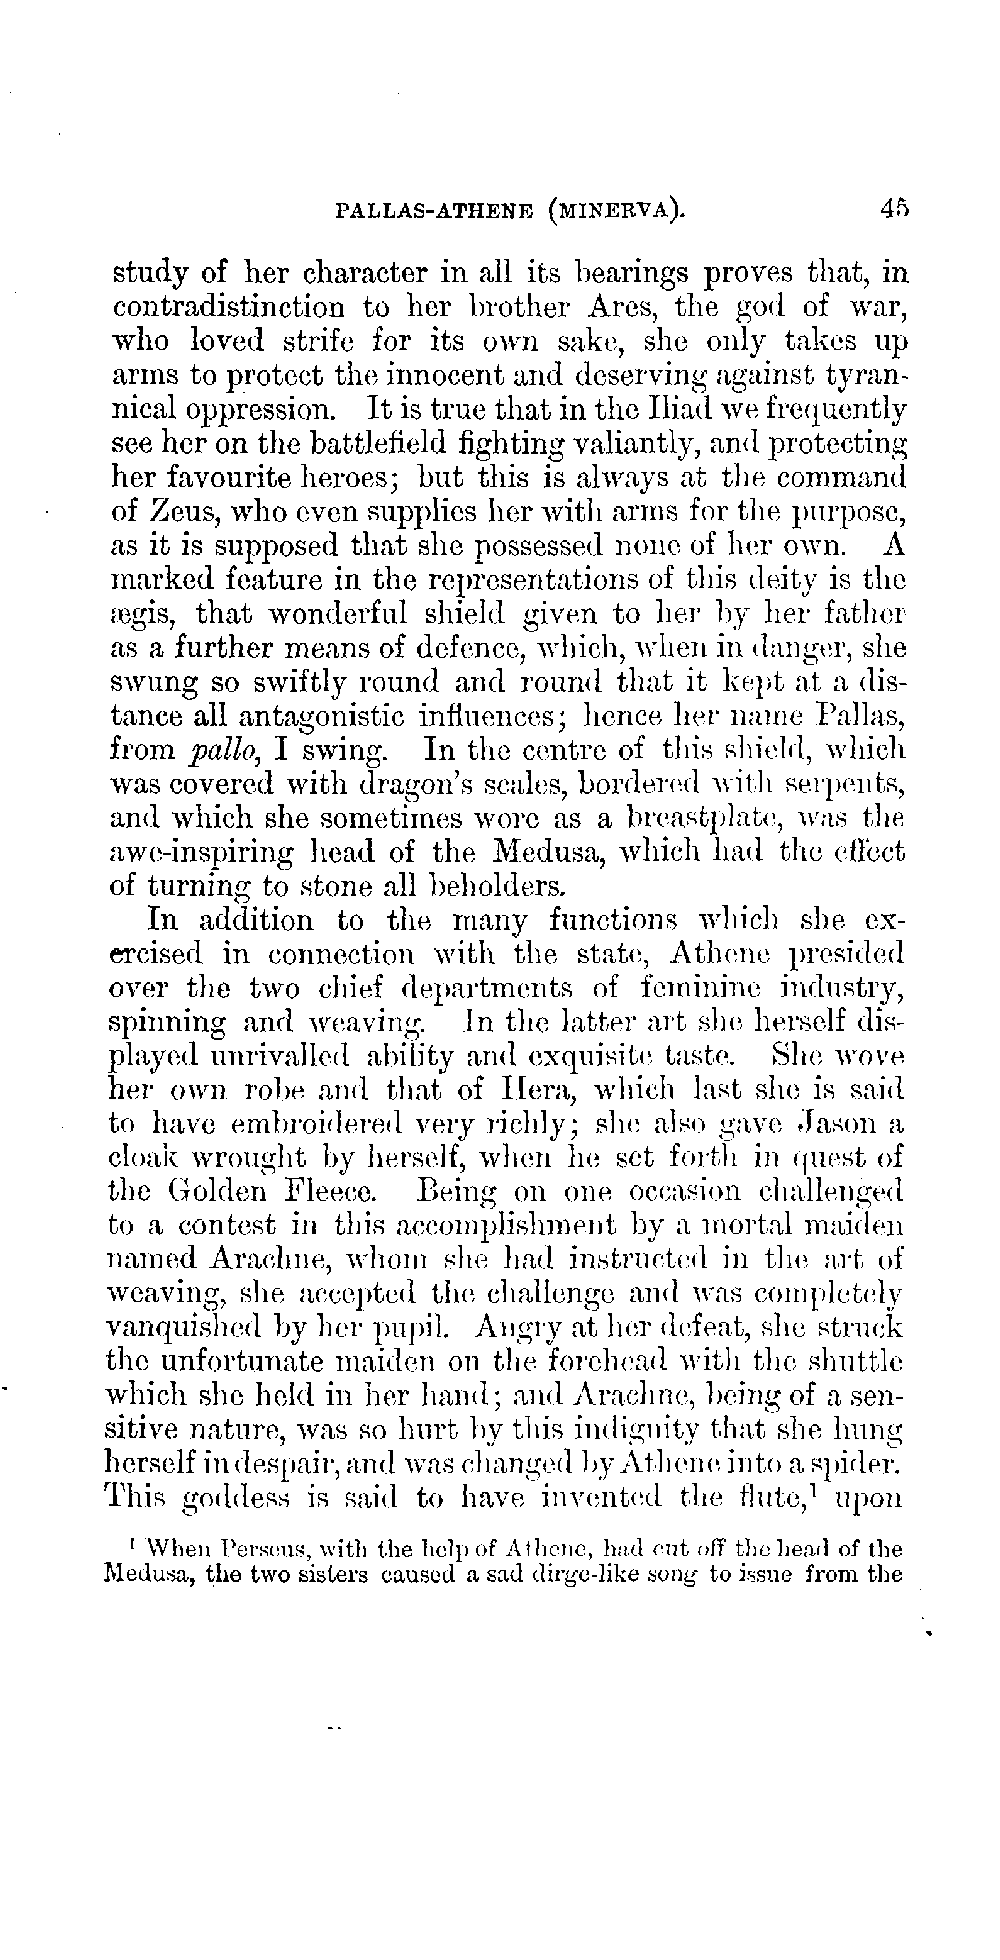 PALLAS-ATHENE (MINERVA). 45
study of her character in all its bearings proves that, in
contradistinction to her brother Ares, the god of war,
who loved strife for its own sake, she only takes up
arms to protect the innocent and deserving against tyran-
nical oppression. It is true that in the Iliad we frequently
see her on the battlefield fighting valiantly, and protecting
her favourite heroes; but this is always at the command
of Zeus, who even supplies her with arms for the purpose,
as it is supposed that she possessed none of her own. A
marked feature in the representations of this deity is the
ægis, that wonderful shield given to her by her father
as a further means of defence, which, when in danger, she
swung so swiftly round and round that it kept at a dis-
tance all antagonistic influences; hence her name Pallas,
from pallo, I swing. In the centre of this shield, which
was covered with dragon's scales, bordered with serpents,
and which she sometimes wore as a breastplate, was the
awe-inspiring head of the Medusa, which had the effect
of turning to stone all beholders.
In addition to the many functions which she ex-
ercised in connection with the state, Athene presided
over the two chief departments of feminine industry,
spinning and weaving. In the latter art she herself dis-
played unrivalled ability and exquisite taste. She wove
her own robe and that of Hera, which last she is said
to have embroidered very richly; she also gave Jason a
cloak wrought by herself, when he set forth in quest of
the Golden Fleece. Being on one occasion challenged
to a contest in this accomplishment by a mortal maiden
named Arachne, whom she had instructed in the art of
weaving, she accepted the challenge and was completely
vanquished by her pupil. Angry at her defeat, she struck
the unfortunate maiden on the forehead with the shuttle
which she held in her hand; and Arachne, being of a sen-
sitive nature, was so hurt by this indignity that she hung
herself in despair, and was changed by Athene into a spider.
This goddess is said to have invented the flute,¹ upon
¹ When Perseus, with the help of Athene, had cut off the head of the
Medusa, the two sisters caused a sad dirge-like song to issue from the